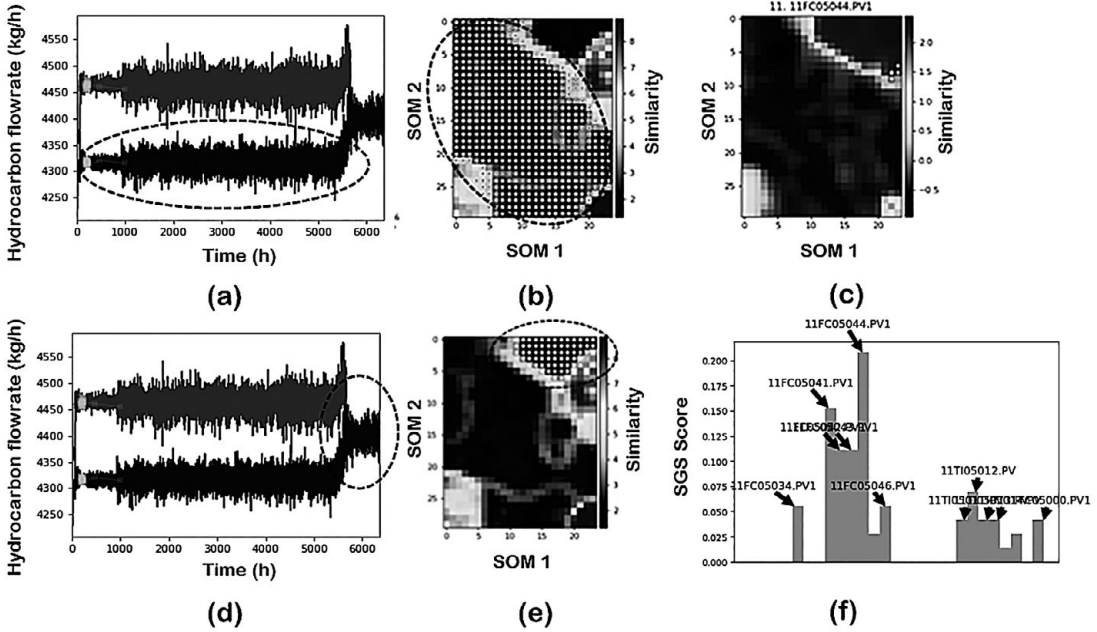 Hydrocarbon flowrate (kg/h)
4550
4500
4450
4400
4350
4300
4250
0 1000 2000 3000 4000 5000 6000
Time (h)
(a)
SOM 2
0
5
10
15
20
25
0 5 10 15 20
SOM 1
8
7
6
5
4
3
2
Similarity
(b)
11. 11FC05044.PV1
SOM 2
0
5
10
15
20
25
0 5 10 15 20
SOM 1
2.0
1.5
1.0
0.5
0.0
−0.5
Similarity
(c)
Hydrocarbon flowrate (kg/h)
4550
4500
4450
4400
4350
4300
4250
0 1000 2000 3000 4000 5000 6000
Time (h)
(d)
SOM 2
0
5
10
15
20
25
0 5 10 15 20
SOM 1
7
6
5
4
3
2
Similarity
(e)
SGS Score
0.200
0.175
0.150
0.125
0.100
0.075
0.050
0.025
0.000
11FC05044.PV1
11FC05041.PV1
11FC05034.PV1
11FC05046.PV1
11TI05012.PV
(f)